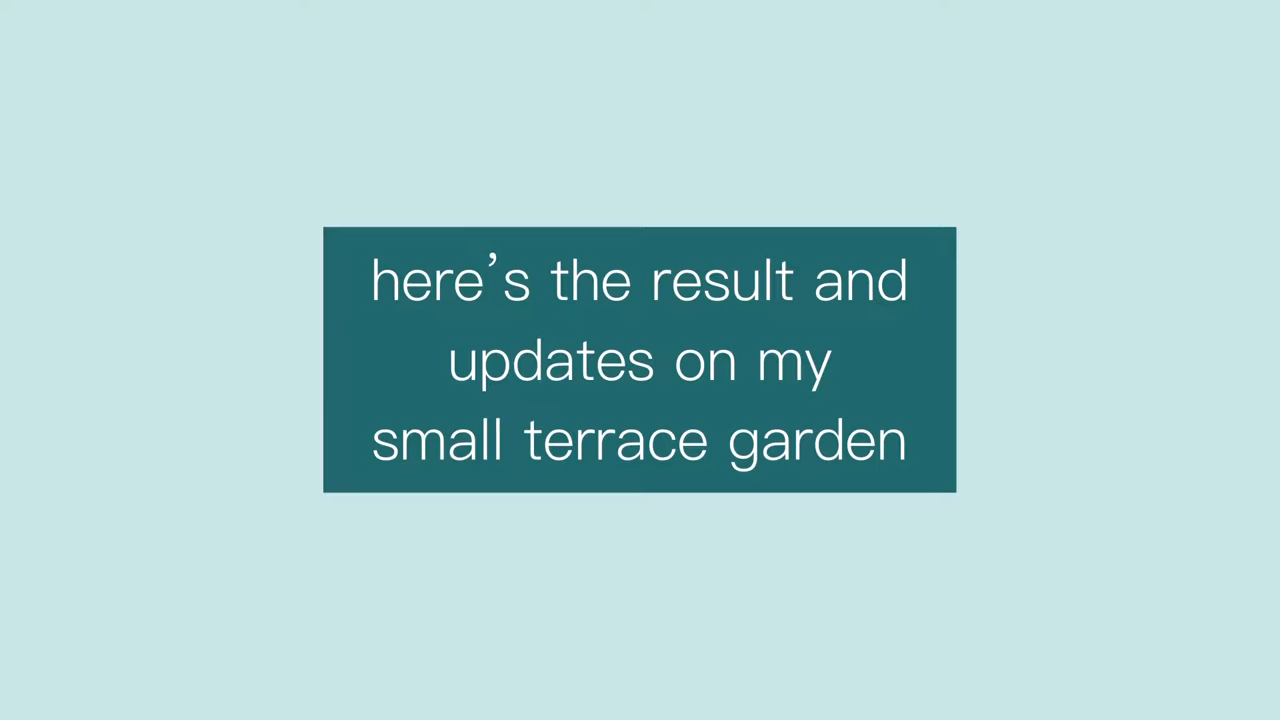 here’s the result and
updates on my
small terrace garden